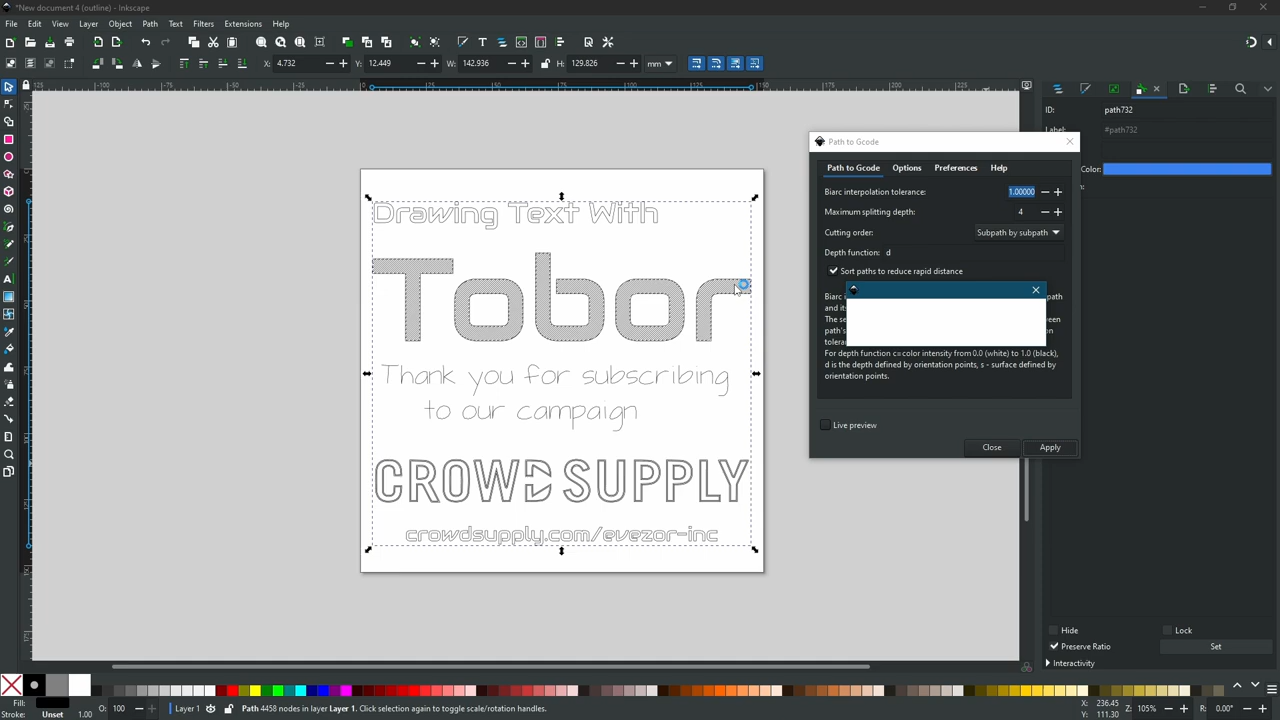 *New document 4 (outline) - Inkscape
File Edit View Layer Object Path Text Filters Extensions Help
X: 4.732 Y: 12.449 W: 142.936 H: 129.826 mm
Path to Gcode
Path to Gcode Options Preferences Help
Biarc interpolation tolerance: 1.00000
Maximum splitting depth: 4
Cutting order: Subpath by subpath
Depth function: d
Sort paths to reduce rapid distance
For depth function c=color intensity from 0.0 (white) to 1.0 (black),
d is the depth defined by orientation points, s - surface defined by
orientation points.
Live preview
Close Apply
ID: path732
Label: #path732
Color:
Drawing Text With
Tobor
Thank you for subscribing
to our campaign
CROWD SUPPLY
crowdsupply.com/evezor-inc
Hide Lock
Preserve Ratio Set
Interactivity
Fill:
Stroke: Unset 1.00
O: 100
Layer 1
Path 4458 nodes in layer Layer 1. Click selection again to toggle scale/rotation handles.
X: 236.45
Y: 111.30
Z: 105%
R: 0.00°